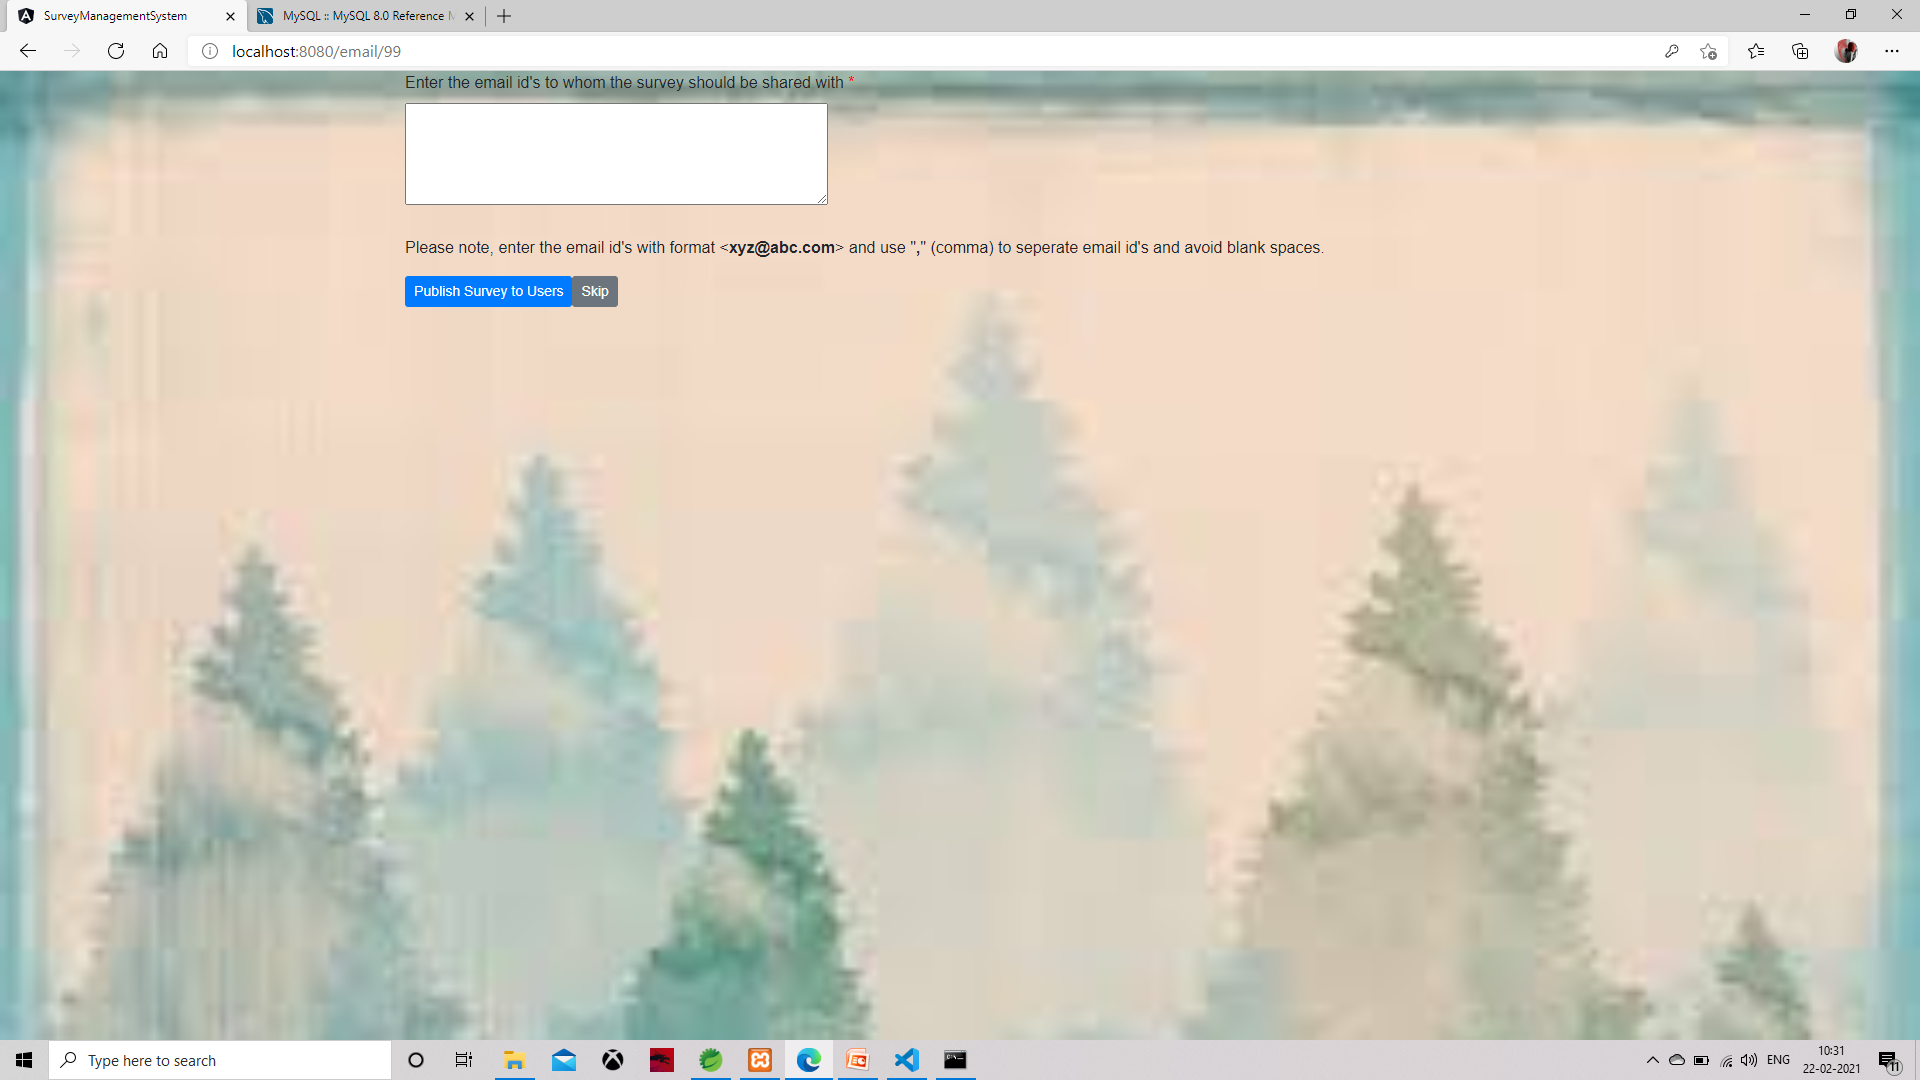 SurveyManagementSystem
MySQL :: MySQL 8.0 Reference
localhost:8080/email/99
Enter the email id's to whom the survey should be shared with *
Please note, enter the email id's with format <xyz@abc.com> and use "," (comma) to seperate email id's and avoid blank spaces.
Publish Survey to Users
Skip
Type here to search
ENG
10:31
22-02-2021
11